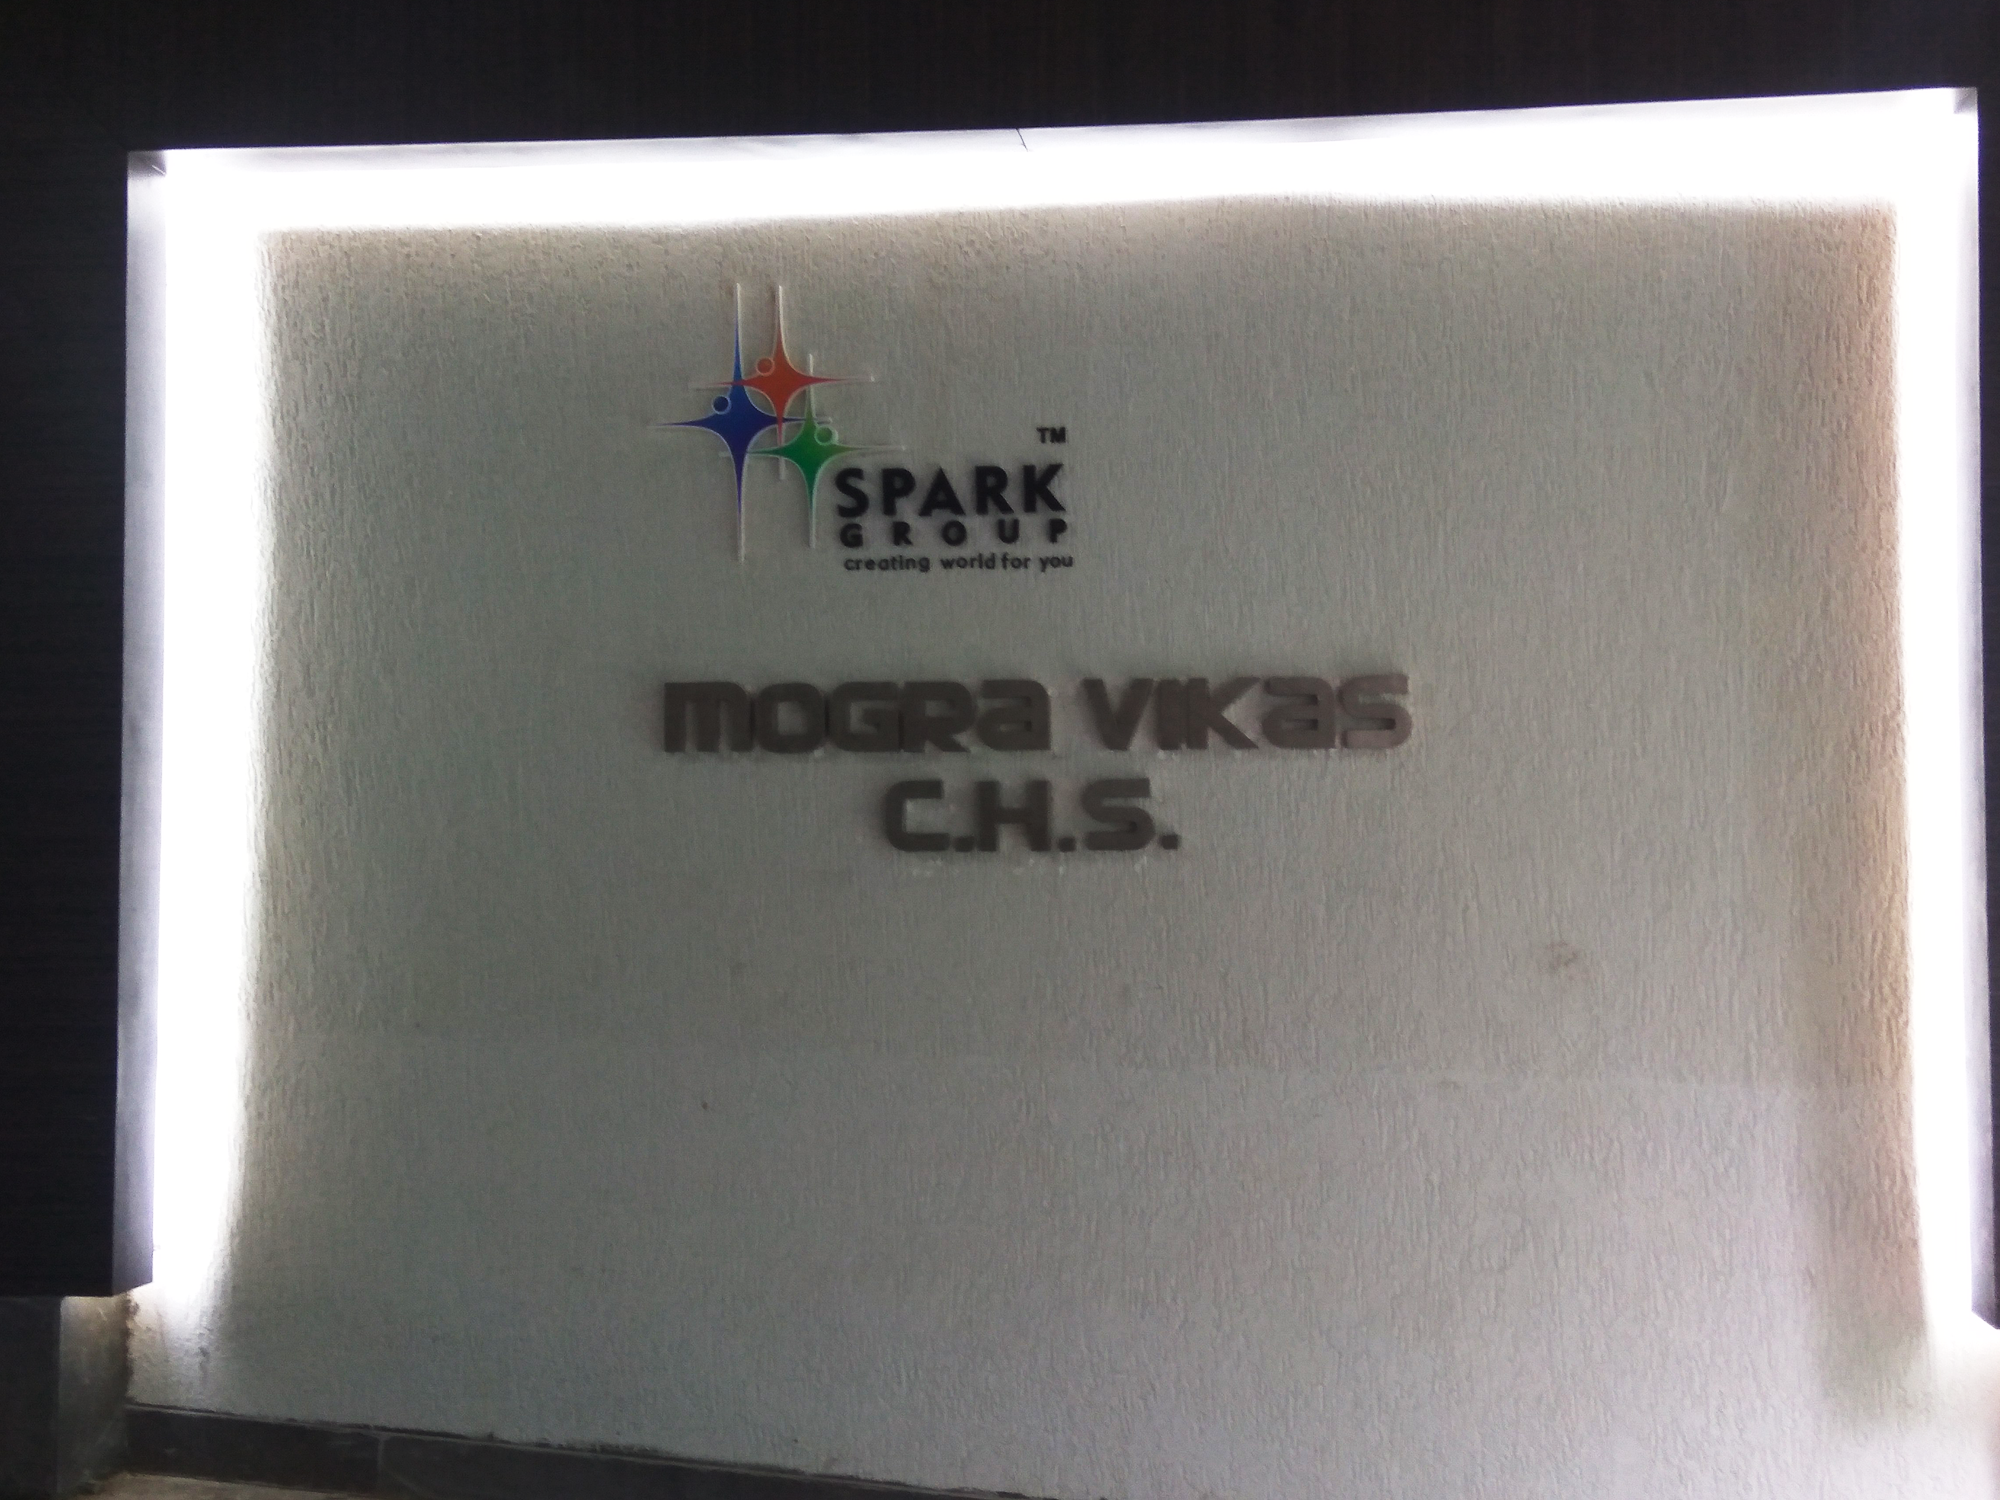 TM
SPARK
GROUP
creating world for you
MOGRa VIKas
C.H.S.